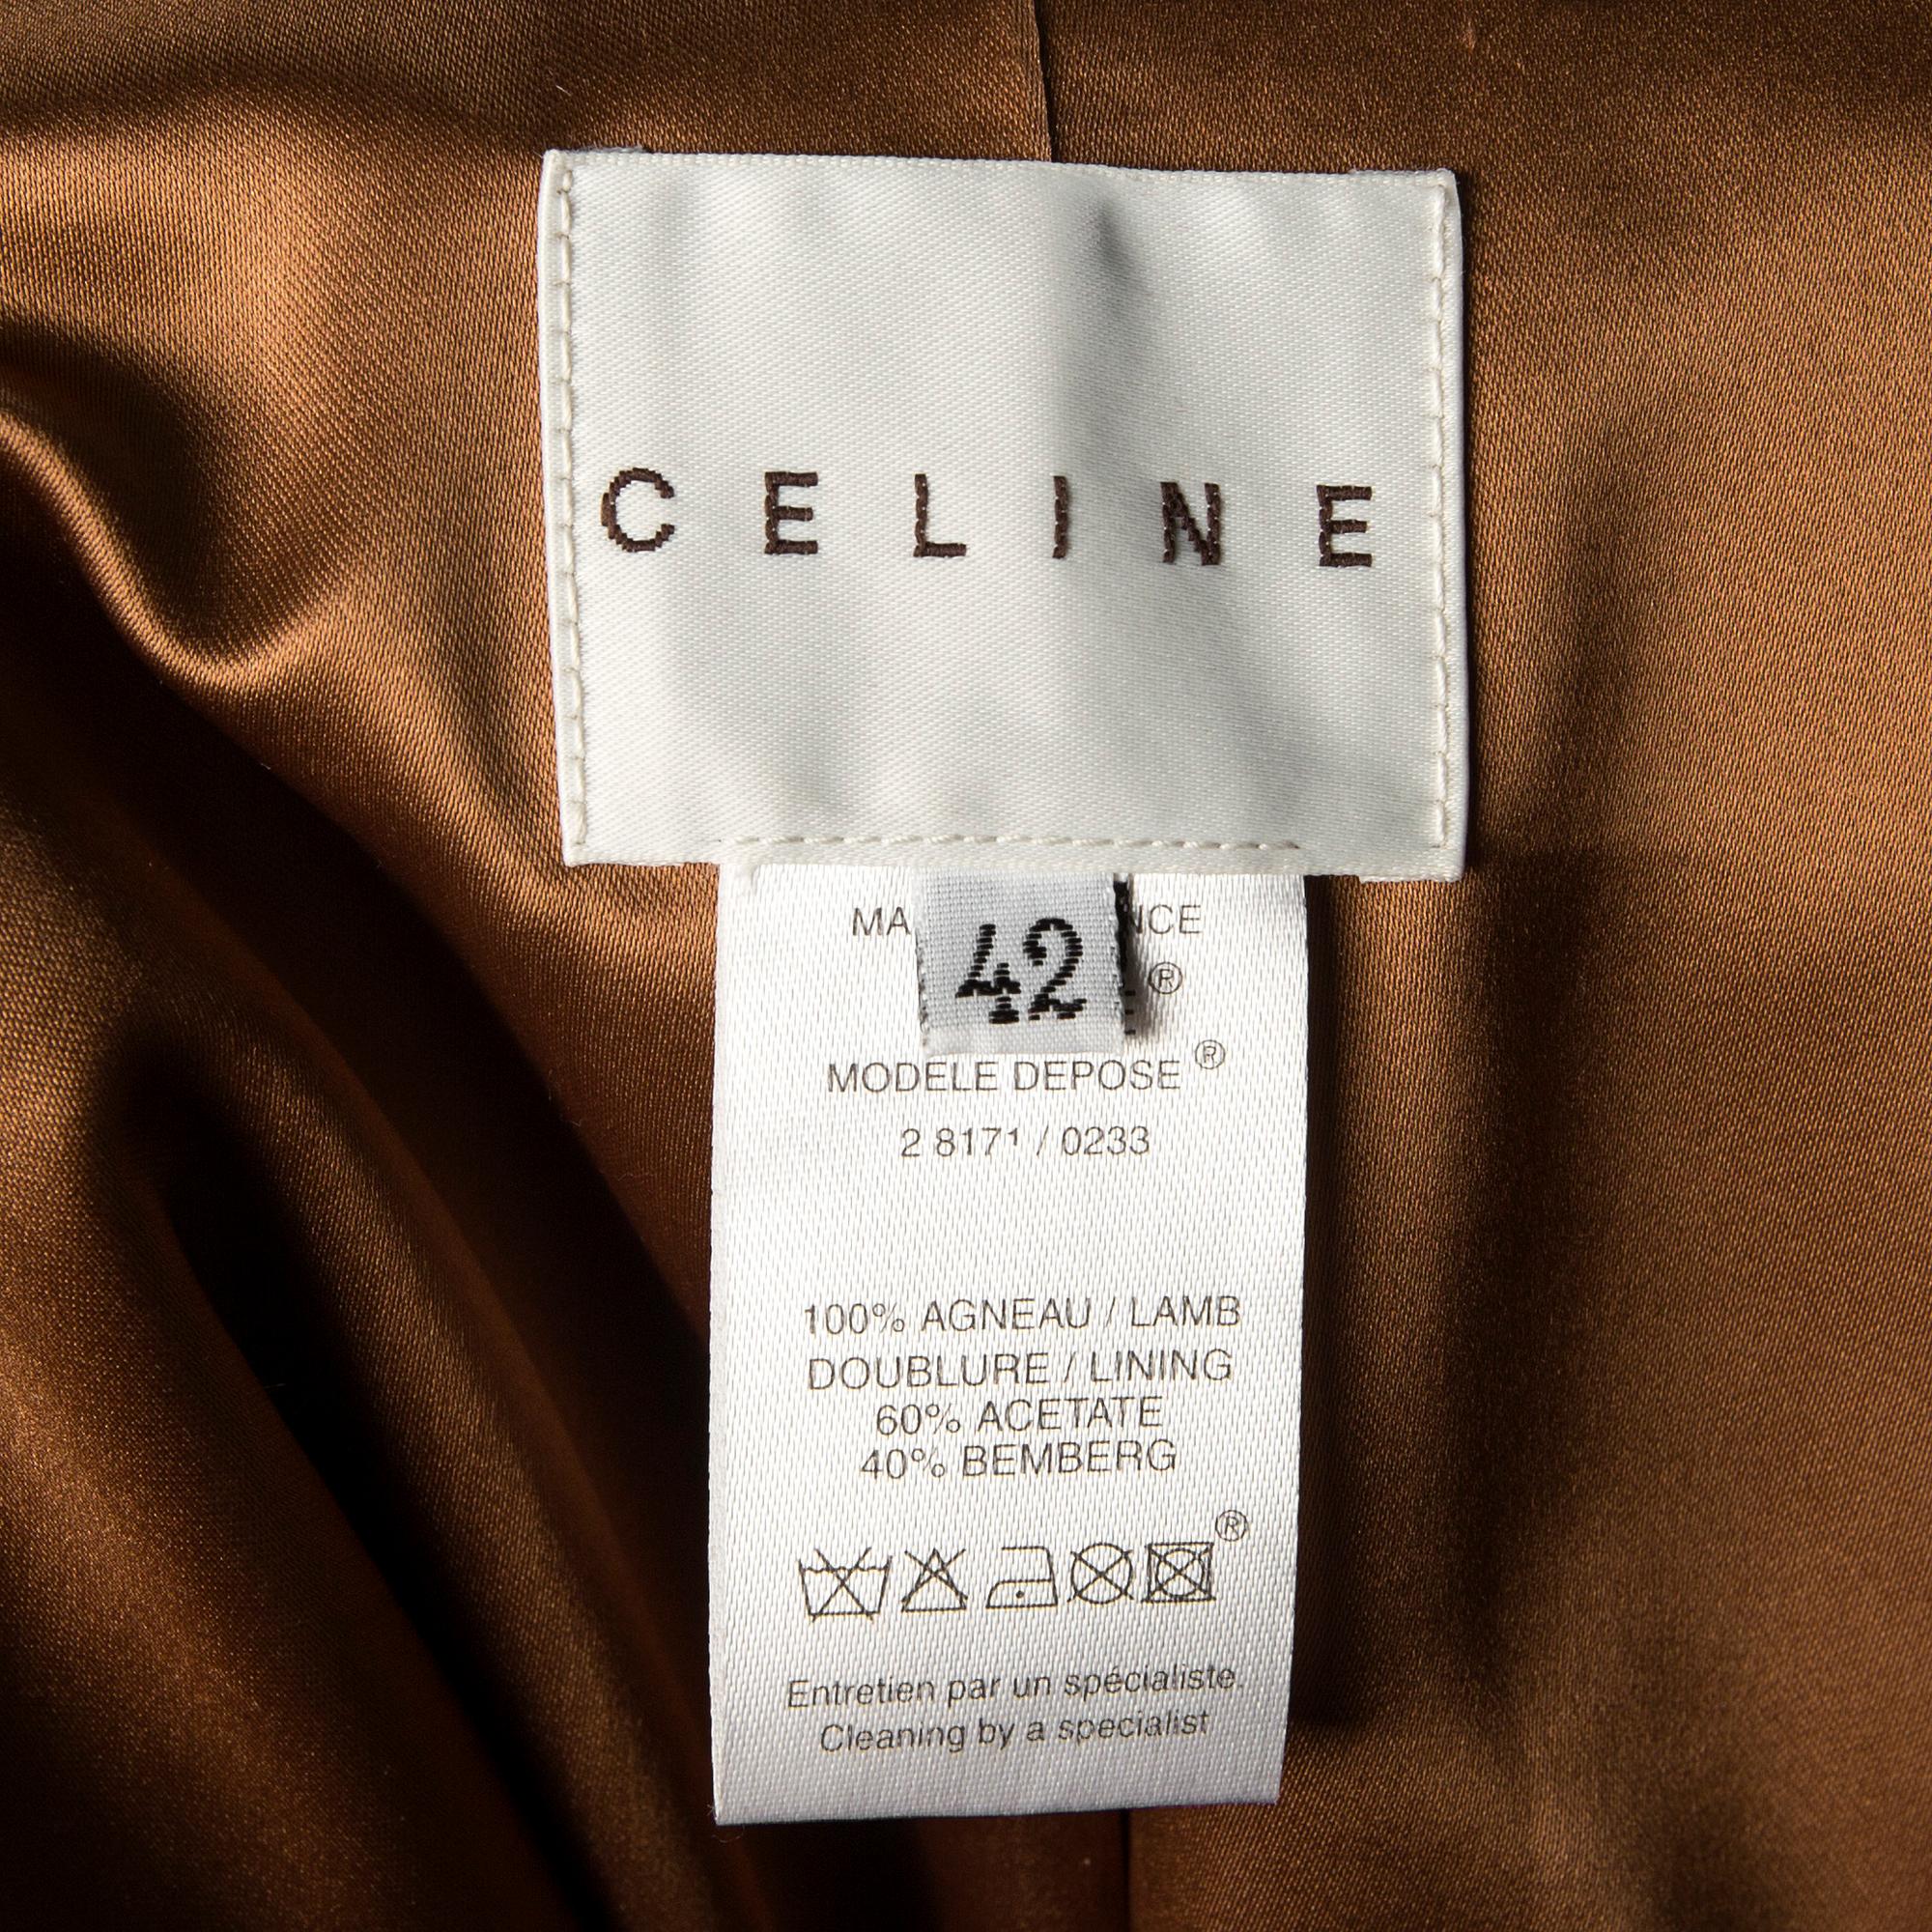 CELINE
42
MODELE DEPOSE ®
2 8171 / 0233
100% AGNEAU / LAMB
DOUBLURE / LINING
60% ACETATE
40% BEMBERG
®
Entretien par un spécialiste.
Cleaning by a specialist